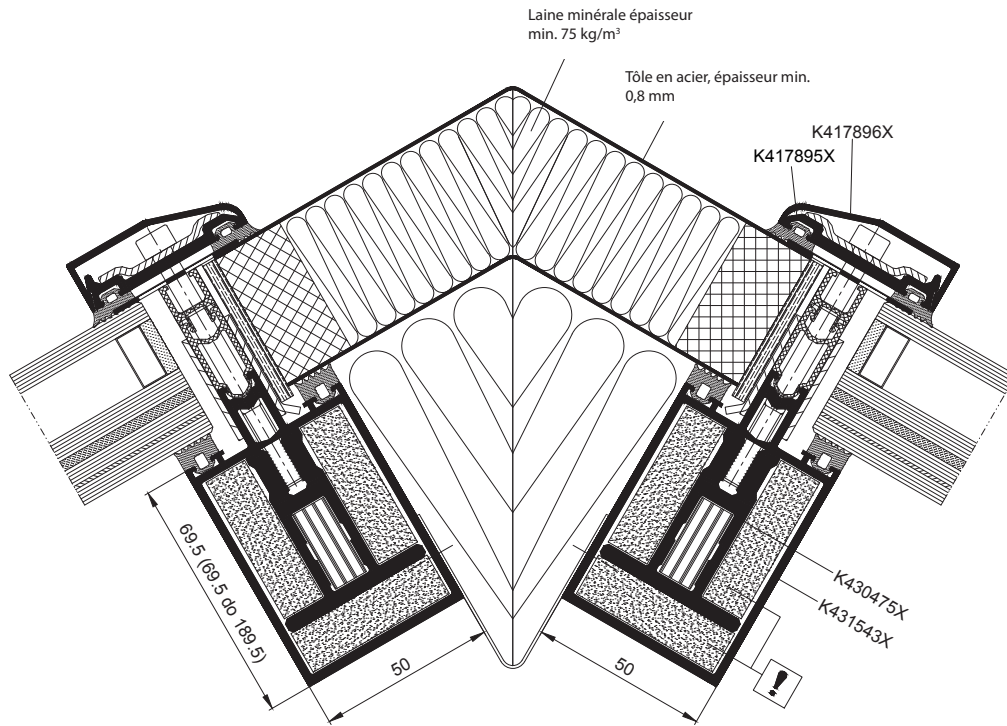 Laine minérale épaisseur
min. 75 kg/m³
Tôle en acier, épaisseur min.
0,8 mm
K417896X
K417895X
69.5 (69.5 do 189.5)
50
50
K430475X
K431543X
!